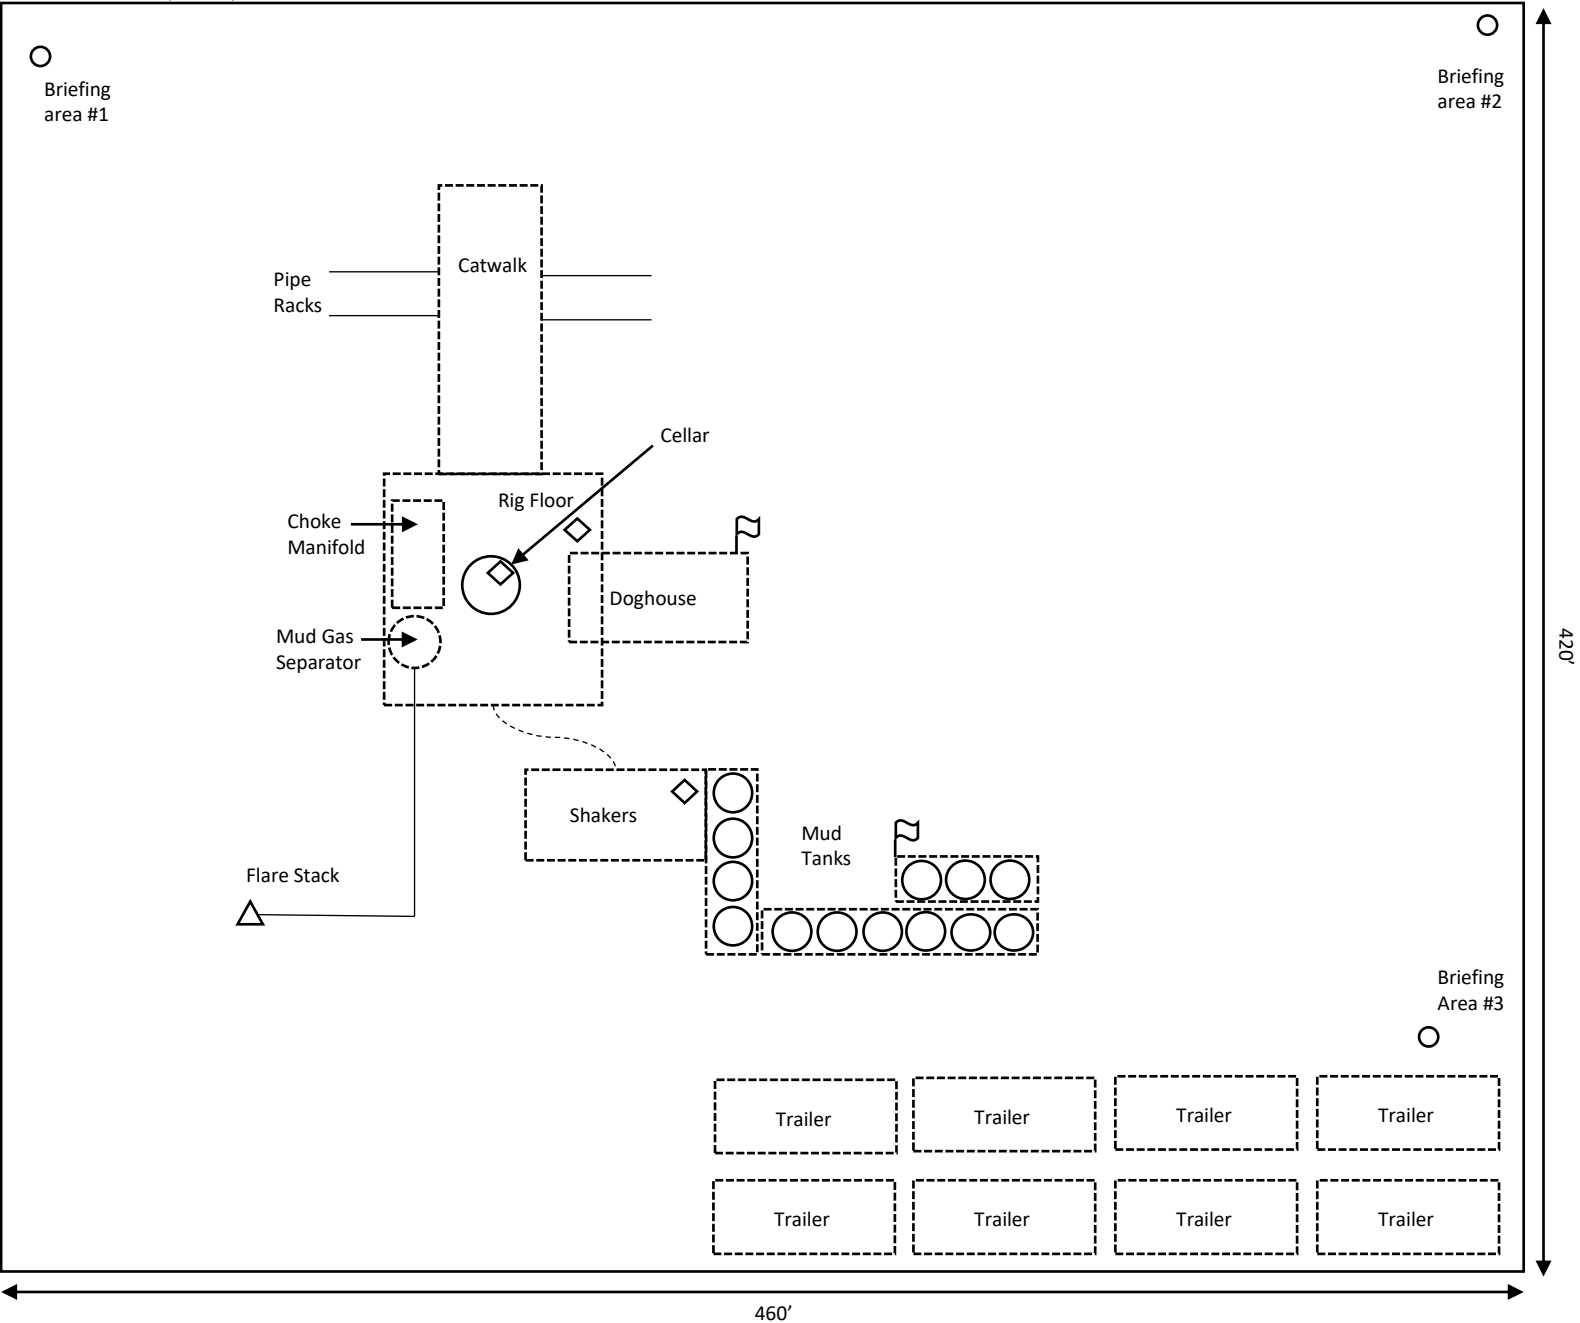 Briefing
area #1
Briefing
area #2
Pipe
Racks
Catwalk
Cellar
Rig Floor
Choke
Manifold
Doghouse
Mud Gas
Separator
420’
Shakers
Mud
Tanks
Flare Stack
Briefing
Area #3
Trailer
Trailer
Trailer
Trailer
Trailer
Trailer
Trailer
Trailer
460’